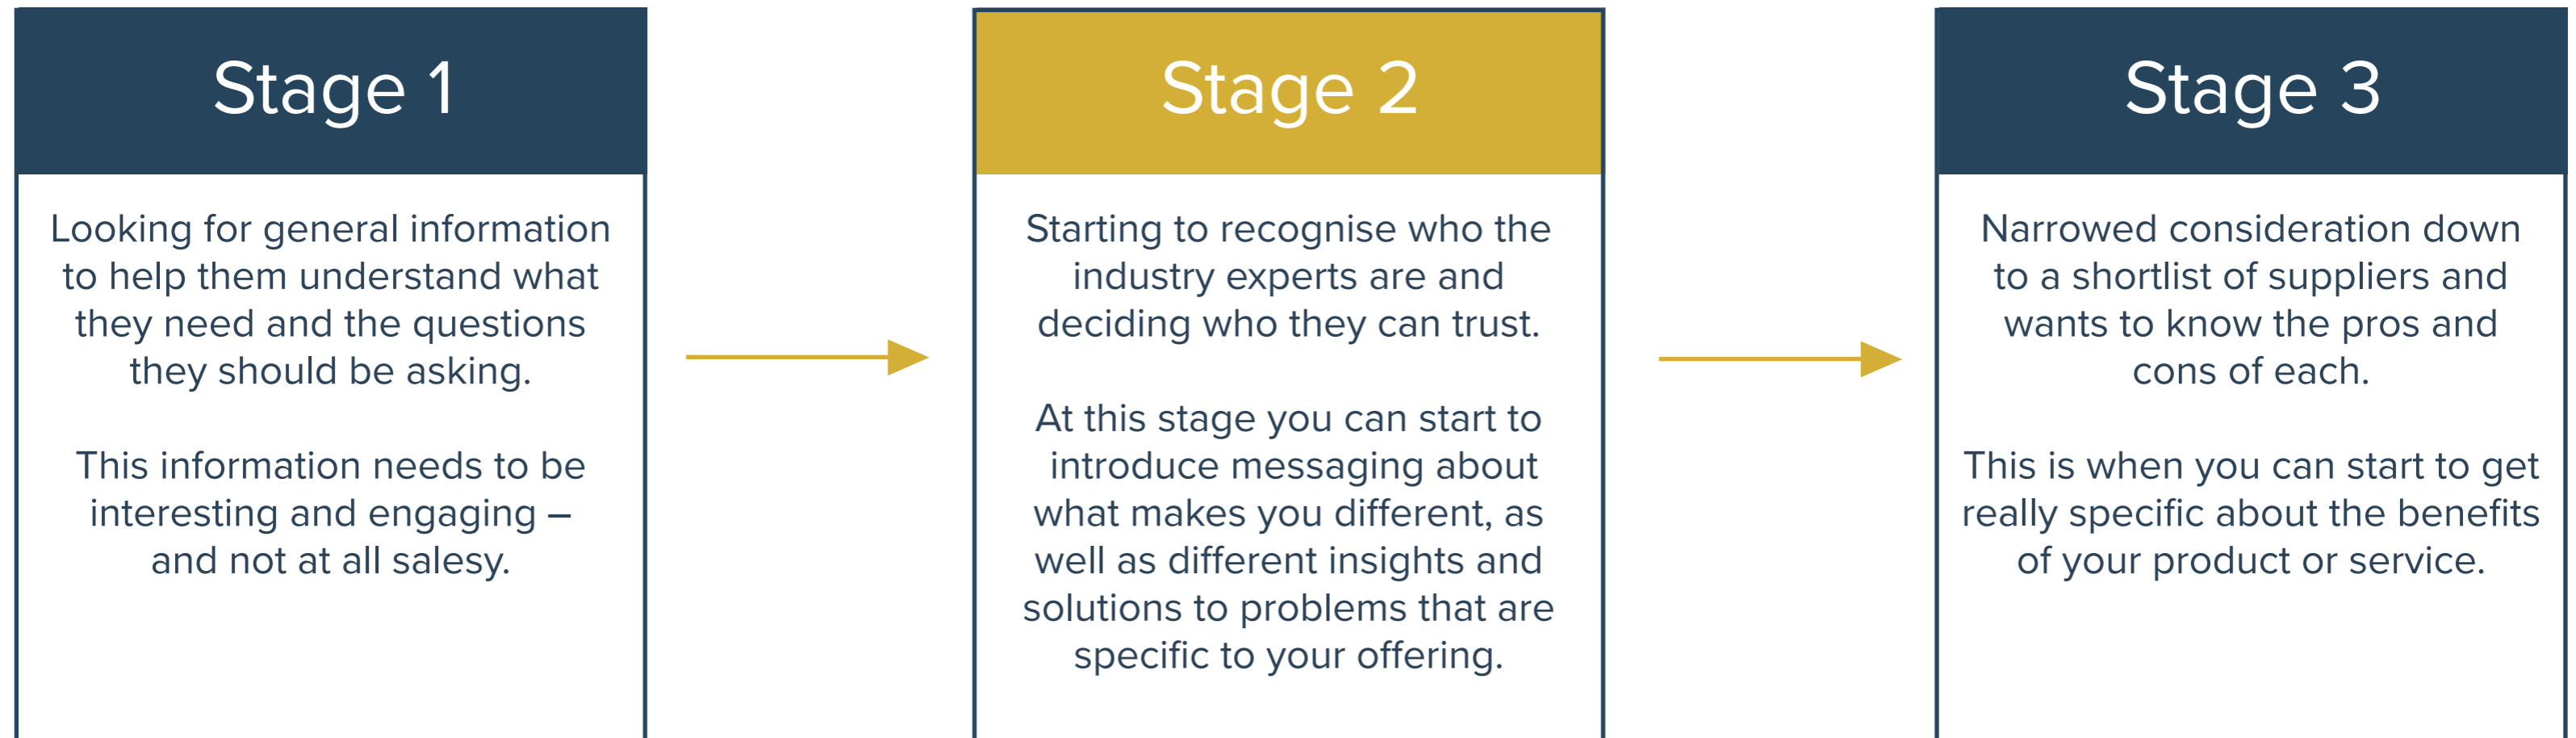 Stage 1
Looking for general information
to help them understand what
they need and the questions
they should be asking.
This information needs to be
interesting and engaging –
and not at all salesy.
Stage 2
Starting to recognise who the
industry experts are and
deciding who they can trust.
At this stage you can start to
introduce messaging about
what makes you different, as
well as different insights and
solutions to problems that are
specific to your offering.
Stage 3
Narrowed consideration down
to a shortlist of suppliers and
wants to know the pros and
cons of each.
This is when you can start to get
really specific about the benefits
of your product or service.